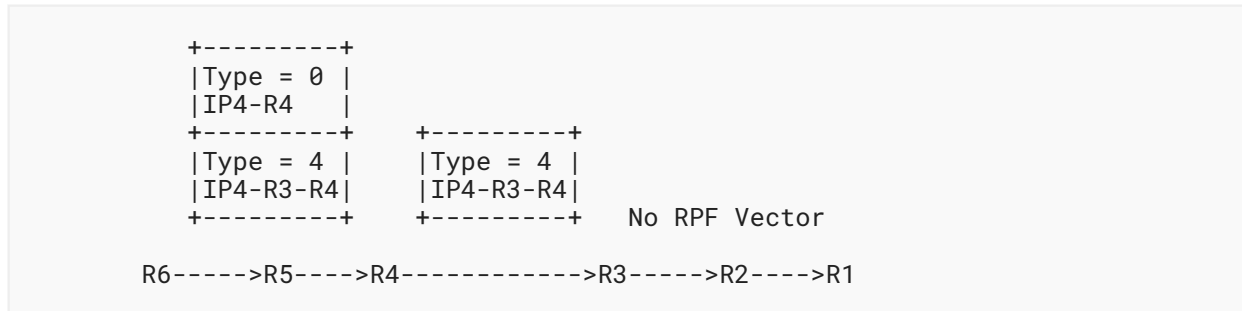 +---------+
|Type = 0 |
|IP4-R4   |
+---------+    +---------+
|Type = 4 |    |Type = 4 |
|IP4-R3-R4|    |IP4-R3-R4|
+---------+    +---------+   No RPF Vector
R6----->R5---->R4------------>R3----->R2---->R1